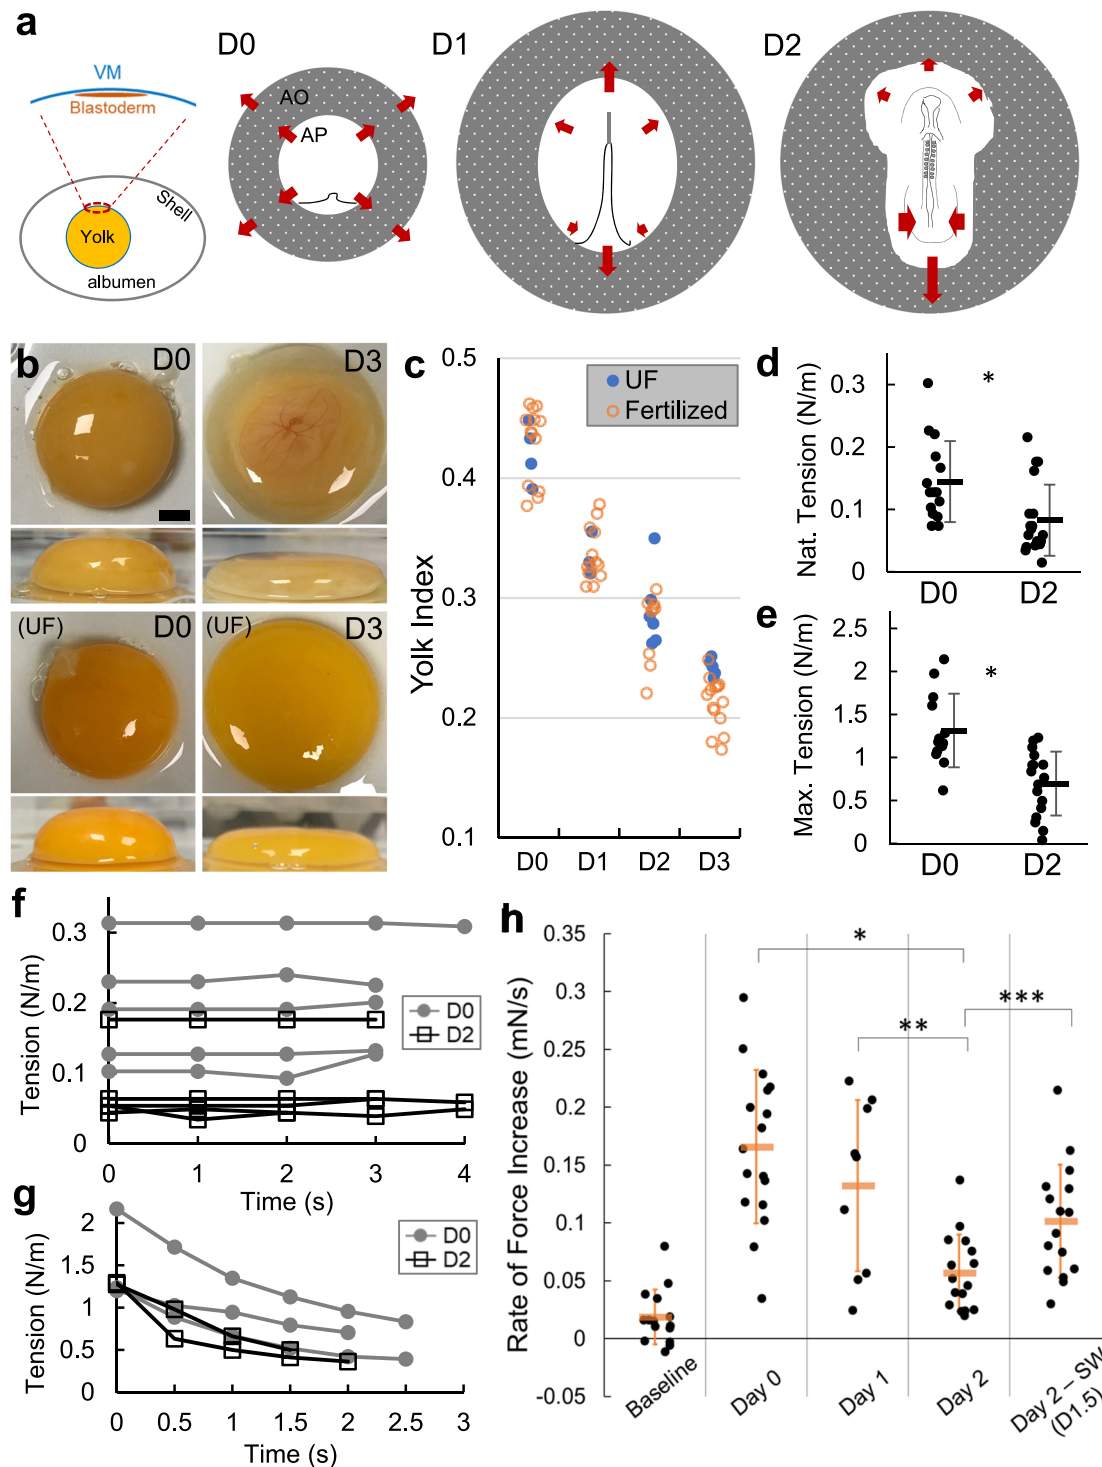 a
D0
D1
D2
VM
Blastoderm
AO
AP
Shell
Yolk
albumen
b
D0
D3
(UF)
D0
(UF)
D3
c
0.5
UF
Fertilized
0.4
0.3
0.2
0.1
Yolk Index
D0
D1
D2
D3
d
Nat. Tension (N/m)
0.3
0.2
0.1
0
*
D0
D2
e
Max. Tension (N/m)
2.5
2
1.5
1
0.5
0
*
D0
D2
f
Tension (N/m)
0.3
0.2
0.1
0
D0
D2
0
1
2
3
4
Time (s)
g
Tension (N/m)
2
1.5
1
0.5
0
D0
D2
0
0.5
1
1.5
2
2.5
3
Time (s)
h
Rate of Force Increase (mN/s)
0.35
0.3
0.25
0.2
0.15
0.1
0.05
0
-0.05
*
**
***
Baseline
Day 0
Day 1
Day 2
Day 2 – SW
(D1.5)